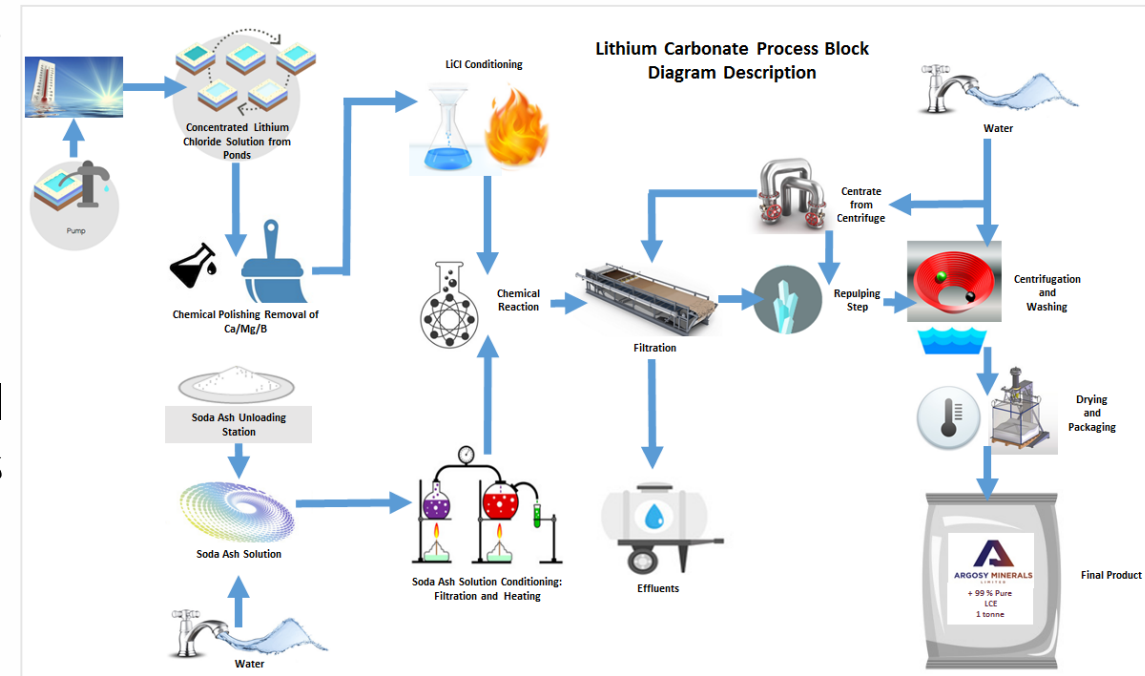 Lithium Carbonate Process Block
Diagram Description
LiCl Conditioning
Water
Concentrated Lithium
Chloride Solution from
Ponds
Pump
Centrate
from
Centrifuge
Chemical Polishing Removal of
Ca/Mg/B
Chemical
Reaction
Filtration
Repulping
Step
Centrifugation
and
Washing
Soda Ash Unloading
Station
Drying
and
Packaging
Soda Ash Solution
Soda Ash Solution Conditioning:
Filtration and Heating
Effluents
ARGOSY MINERALS
LIMITED
+ 99 % Pure
LCE
1 tonne
Final Product
Water